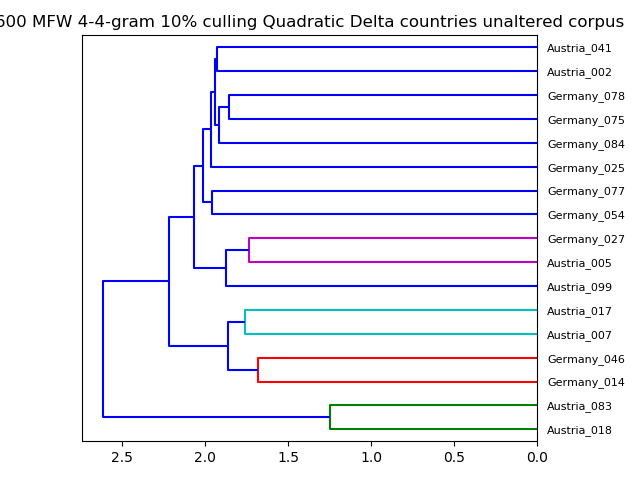 600 MFW 4-4-gram 10% culling Quadratic Delta countries unaltered corpus
Austria_041
Austria_002
Germany_078
Germany_075
Germany_084
Germany_025
Germany_077
Germany_054
Germany_027
Austria_005
Austria_099
Austria_017
Austria_007
Germany_046
Germany_014
Austria_083
Austria_018
2.5 2.0 1.5 1.0 0.5 0.0